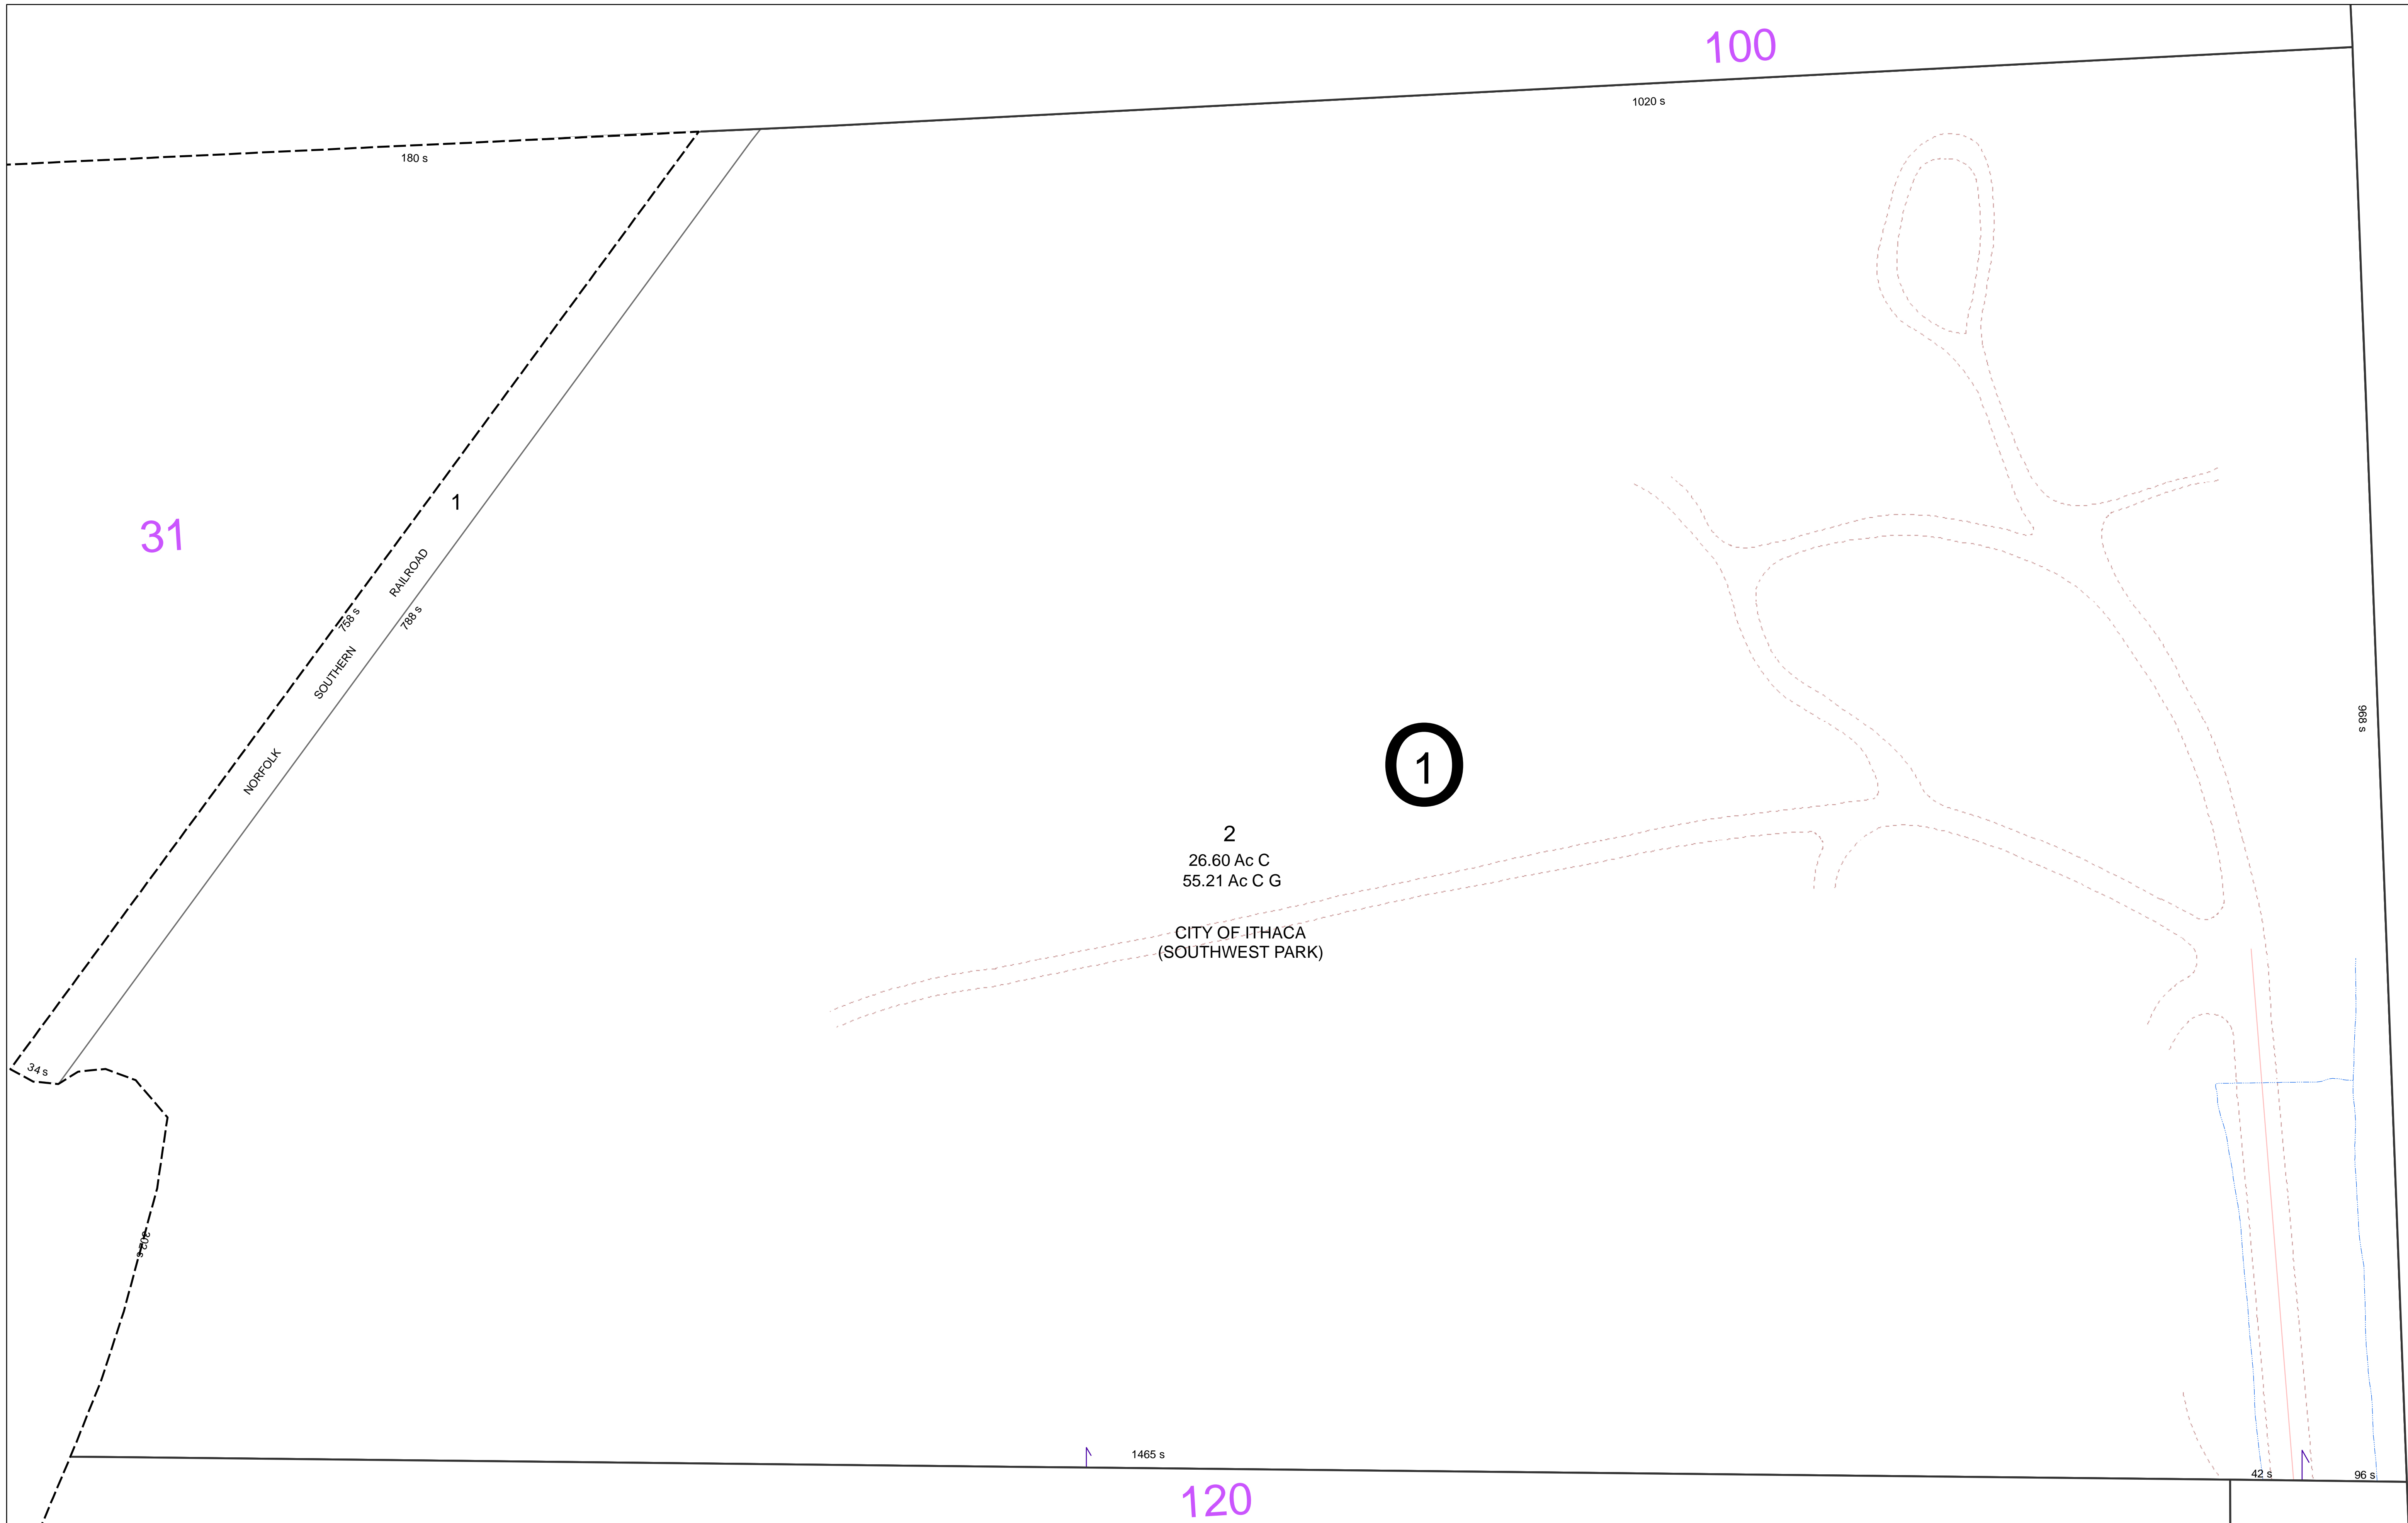 100
1020 s
180 s
1
31
RAILROAD
758 s
788 s
SOUTHERN
968 s
NORFOLK
1
2
26.60 Ac C
55.21 Ac C G
CITY OF ITHACA
(SOUTHWEST PARK)
34 s
303 s
1465 s
42 s
96 s
120